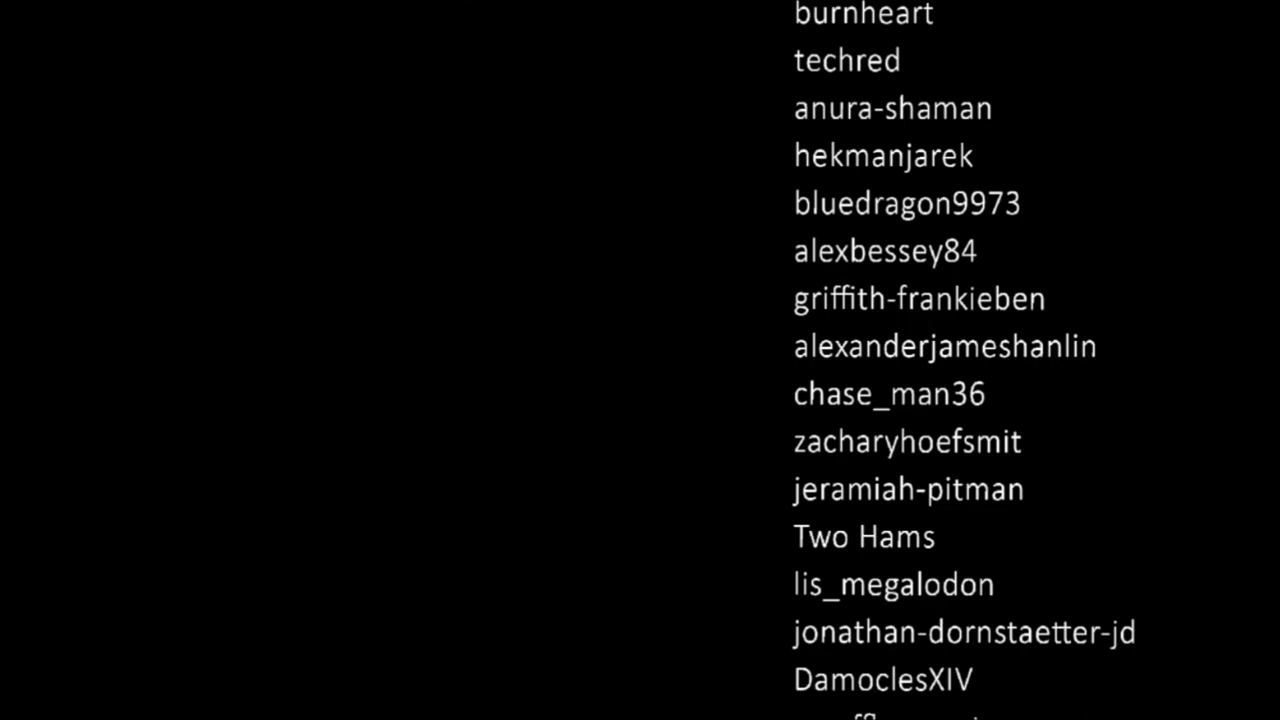 burnheart
techred
anura-shaman
hekmanjarek
bluedragon9973
alexbessey84
griffith-frankieben
alexanderjameshanlin
chase_man36
zacharyhoefsmit
jeramiah-pitman
Two Hams
lis_megalodon
jonathan-dornstaetter-jd
DamoclesXIV